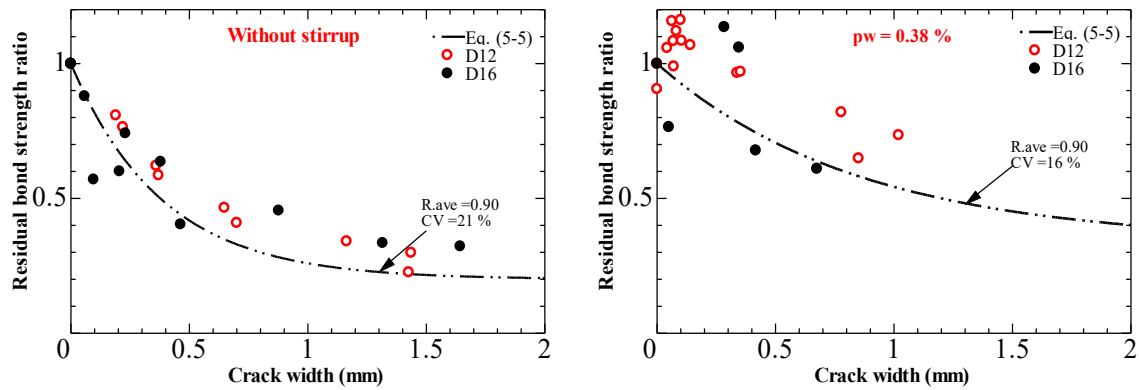 Without stirrup
Eq. (5-5)
D12
D16
1
0.5
R.ave =0.90
CV =21 %
Residual bond strength ratio
0
0.5
1
1.5
2
Crack width (mm)
pw = 0.38 %
Eq. (5-5)
D12
D16
1
0.5
R.ave =0.90
CV =16 %
Residual bond strength ratio
0
0.5
1
1.5
2
Crack width (mm)